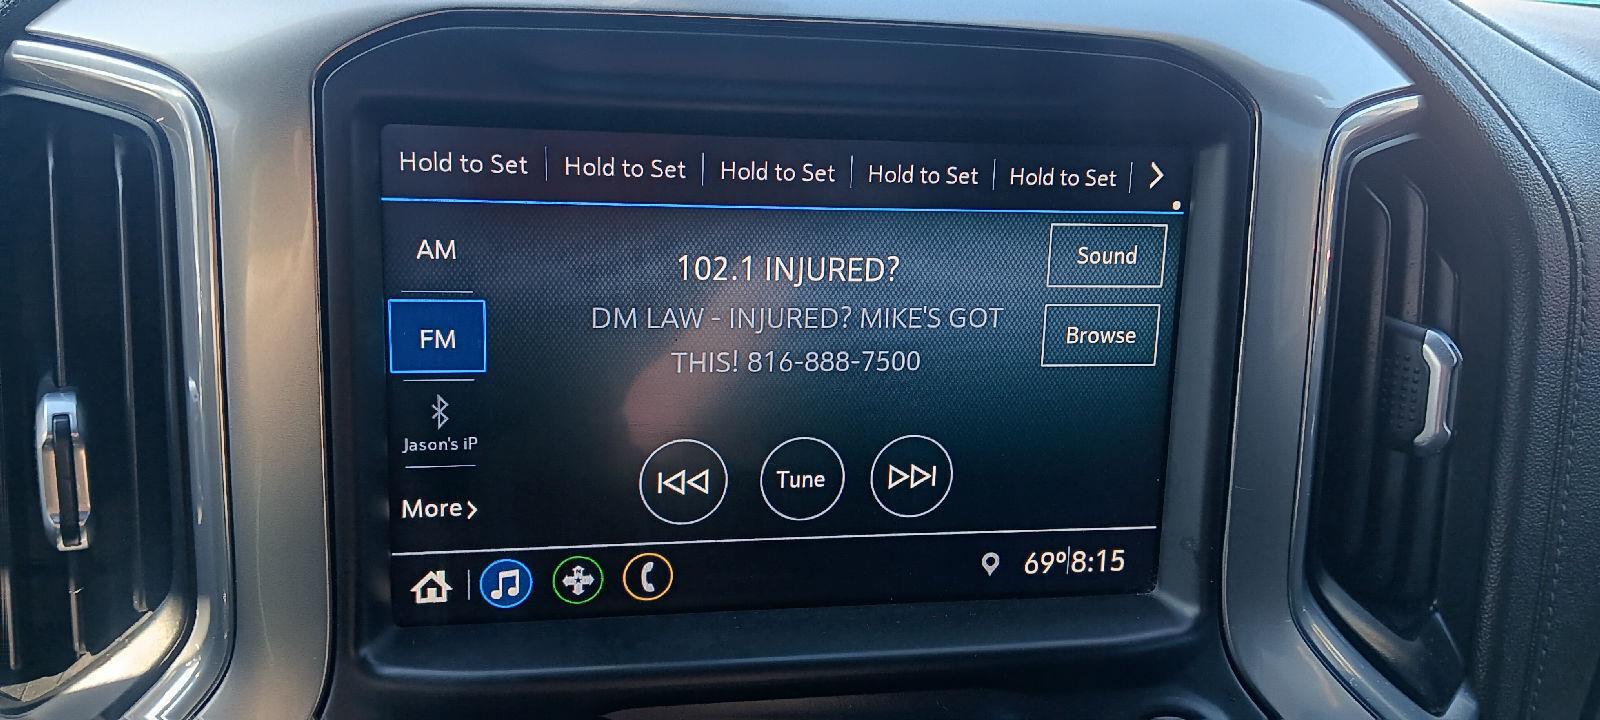 Hold to Set Hold to Set Hold to Set Hold to Set Hold to Set
AM
FM
Jason's iP
More
102.1 INJURED?
DM LAW - INJURED? MIKE'S GOT
THIS! 816-888-7500
Sound
Browse
Tune
69°|8:15